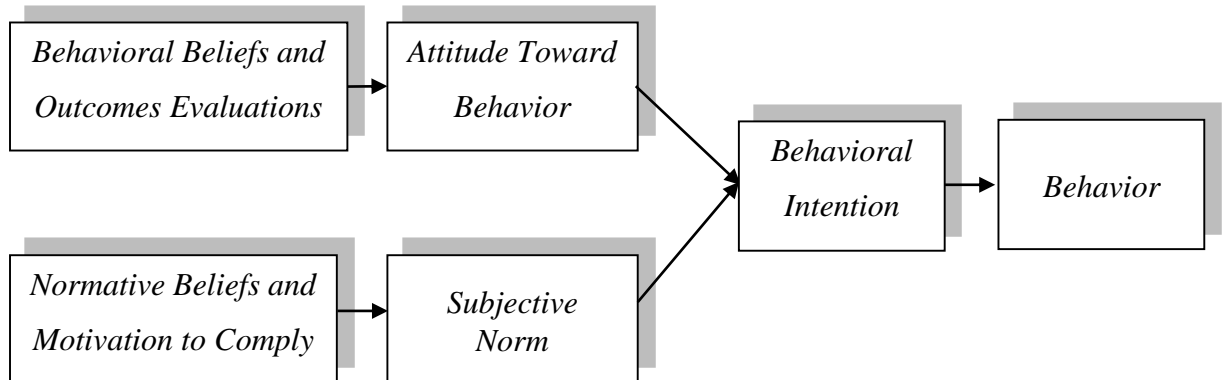 Behavioral Beliefs and
Outcomes Evaluations
Attitude Toward
Behavior
Behavioral
Intention
Behavior
Normative Beliefs and
Motivation to Comply
Subjective
Norm